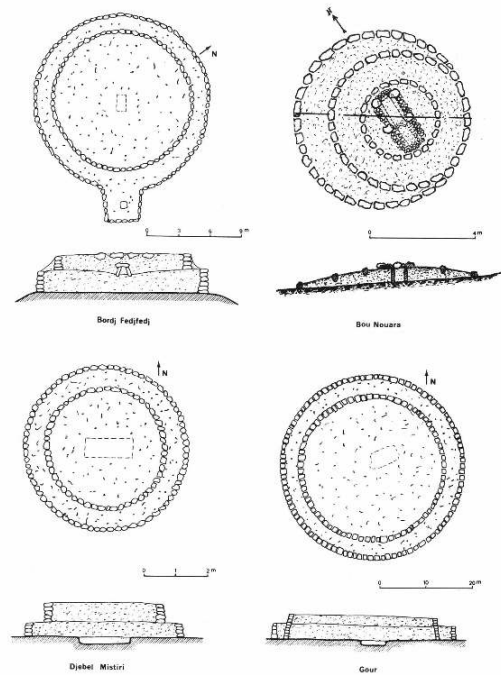 N
N
0 3 6 9 m
0 4 m
Bordj Fedjfedj
Bou Nouara
N
N
0 1 2 m
0 10 20 m
Djebel Mistiri
Gour